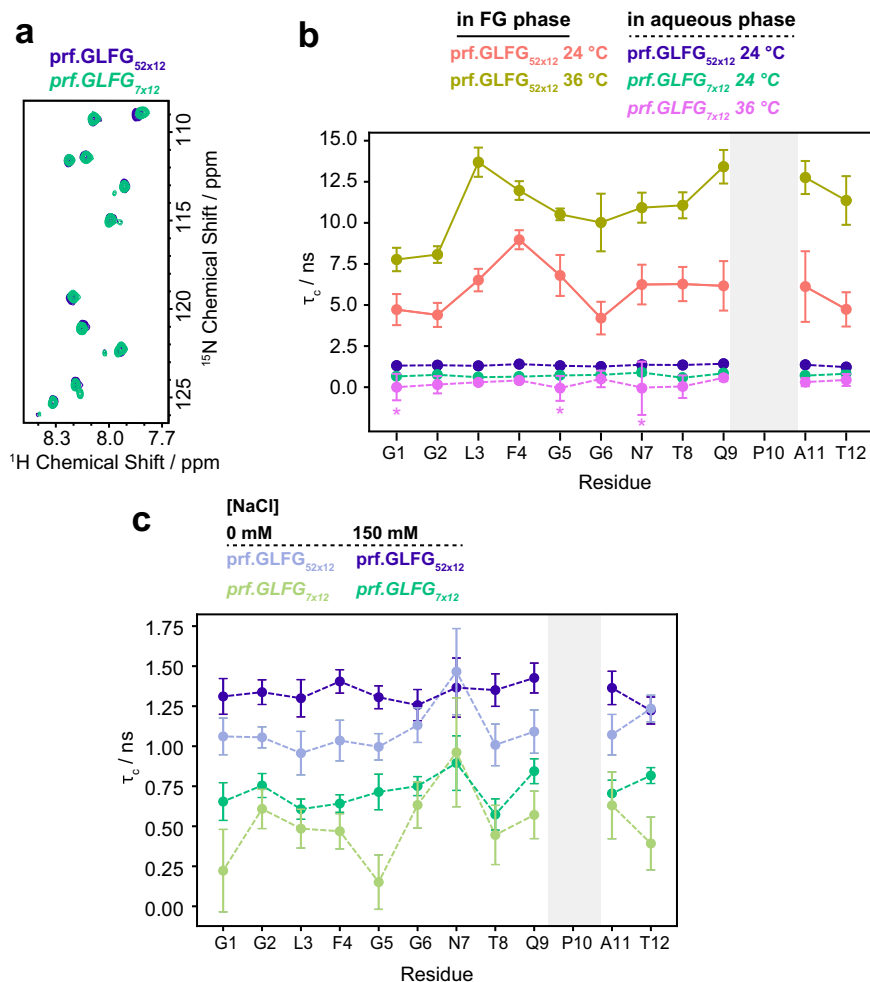 a
prf.GLFG52x12
prf.GLFG7x12
110
115
120
125
15N Chemical Shift / ppm
8.3 8.0 7.7
1H Chemical Shift / ppm
b
in FG phase in aqueous phase
prf.GLFG52x12 24 °C prf.GLFG52x12 24 °C
prf.GLFG52x12 36 °C prf.GLFG7x12 24 °C
prf.GLFG7x12 36 °C
15.0
12.5
10.0
7.5
5.0
2.5
0.0
τc / ns
* * *
G1 G2 L3 F4 G5 G6 N7 T8 Q9 P10 A11 T12
Residue
c
[NaCl]
0 mM 150 mM
prf.GLFG52x12 prf.GLFG52x12
prf.GLFG7x12 prf.GLFG7x12
1.75
1.50
1.25
1.00
0.75
0.50
0.25
0.00
τc / ns
G1 G2 L3 F4 G5 G6 N7 T8 Q9 P10 A11 T12
Residue